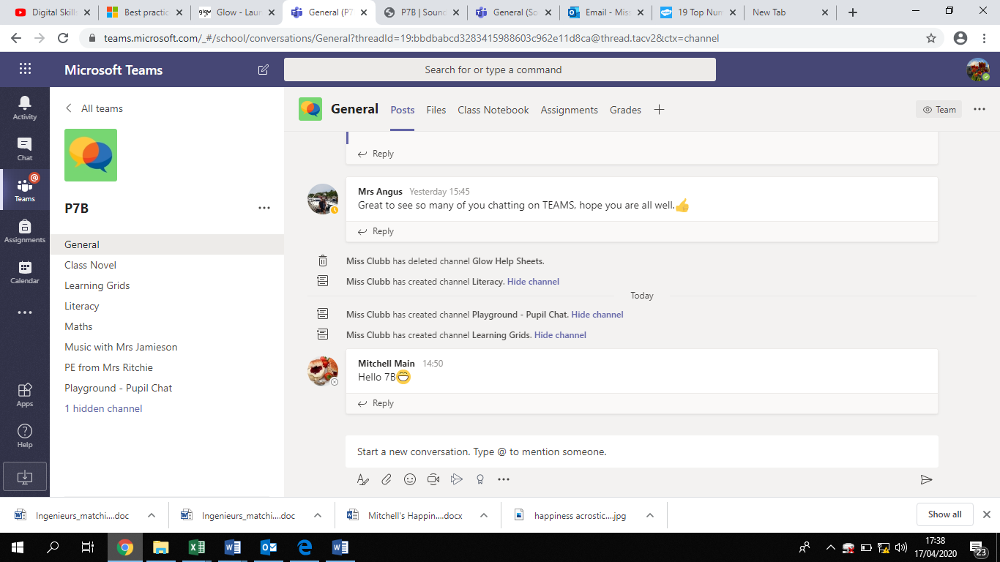 Digital Skills
Best practic
glow Glow - Laun
General (P7
P7B | Sound
General (So
Email - Miss
19 Top Num
New Tab
teams.microsoft.com/_#/school/conversations/General?threadId=19:bbdbabcd3283415988603c962e11d8ca@thread.tacv2&ctx=channel
Microsoft Teams
Search for or type a command
Activity
Chat
Teams
Assignments
Calendar
Apps
Help
All teams
P7B
General
Class Novel
Learning Grids
Literacy
Maths
Music with Mrs Jamieson
PE from Mrs Ritchie
Playground - Pupil Chat
1 hidden channel
General Posts Files Class Notebook Assignments Grades
Team
Reply
Mrs Angus Yesterday 15:45
Great to see so many of you chatting on TEAMS, hope you are all well.👍
Reply
Miss Clubb has deleted channel Glow Help Sheets.
Miss Clubb has created channel Literacy. Hide channel
Today
Miss Clubb has created channel Playground - Pupil Chat. Hide channel
Miss Clubb has created channel Learning Grids. Hide channel
Mitchell Main 14:50
Hello 7B😁
Reply
Start a new conversation. Type @ to mention someone.
Ingenieurs_matchi....doc
Ingenieurs_matchi....doc
Mitchell's Happin....docx
happiness acrostic....jpg
Show all
17:38
17/04/2020
23